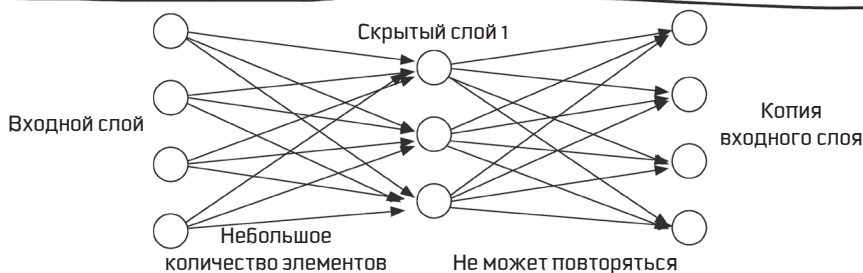 Скрытый слой 1
Входной слой
Копия
входного слоя
Небольшое
количество элементов
Не может повторяться